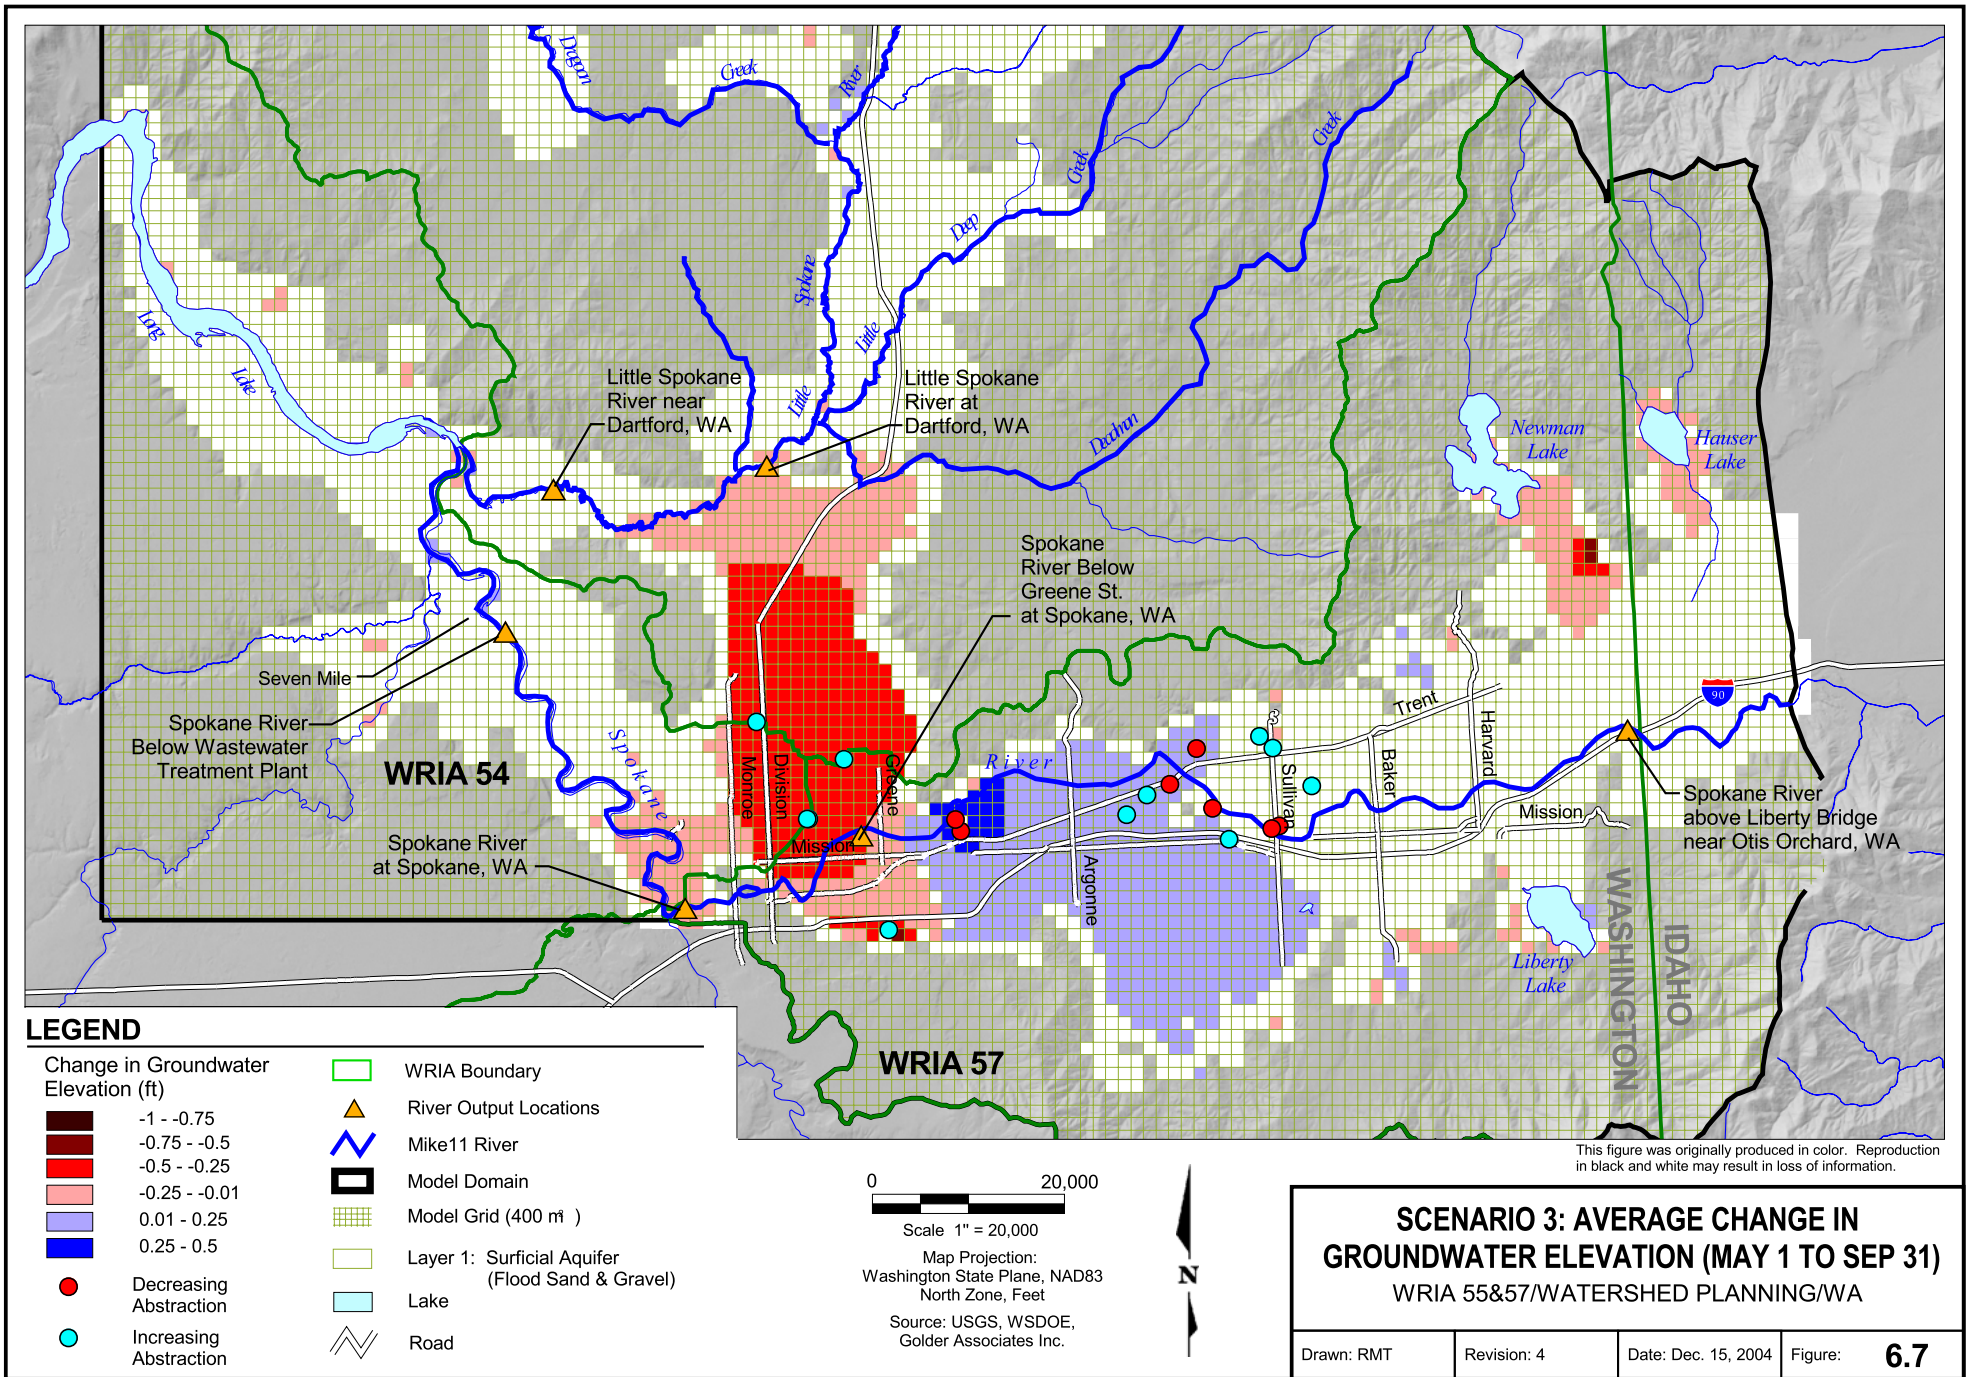 Dragoon
Creek
River
Creek
Creek
Deep
Spokane
Little
Little
Long
Lake
Little Spokane
River near
Dartford, WA
Little Spokane
River at
Dartford, WA
Deadman
Newman
Lake
Hauser
Lake
Spokane
River Below
Greene St.
at Spokane, WA
Seven Mile
Spokane River
Below Wastewater
Treatment Plant
WRIA 54
Spokane
River
Trent
Harvard
90
Monroe
Division
Greene
Sullivan
Baker
Mission
Mission
Argonne
Spokane River
at Spokane, WA
Spokane River
above Liberty Bridge
near Otis Orchard, WA
Liberty
Lake
WASHINGTON
IDAHO
WRIA 57
LEGEND
Change in Groundwater
Elevation (ft)
-1 - -0.75
-0.75 - -0.5
-0.5 - -0.25
-0.25 - -0.01
0.01 - 0.25
0.25 - 0.5
Decreasing
Abstraction
Increasing
Abstraction
WRIA Boundary
River Output Locations
Mike11 River
Model Domain
Model Grid (400 m² )
Layer 1: Surficial Aquifer
(Flood Sand & Gravel)
Lake
Road
0 20,000
Scale 1" = 20,000
Map Projection:
Washington State Plane, NAD83
North Zone, Feet
Source: USGS, WSDOE,
Golder Associates Inc.
N
This figure was originally produced in color. Reproduction
in black and white may result in loss of information.
SCENARIO 3: AVERAGE CHANGE IN
GROUNDWATER ELEVATION (MAY 1 TO SEP 31)
WRIA 55&57/WATERSHED PLANNING/WA
Drawn: RMT
Revision: 4
Date: Dec. 15, 2004
Figure: 6.7